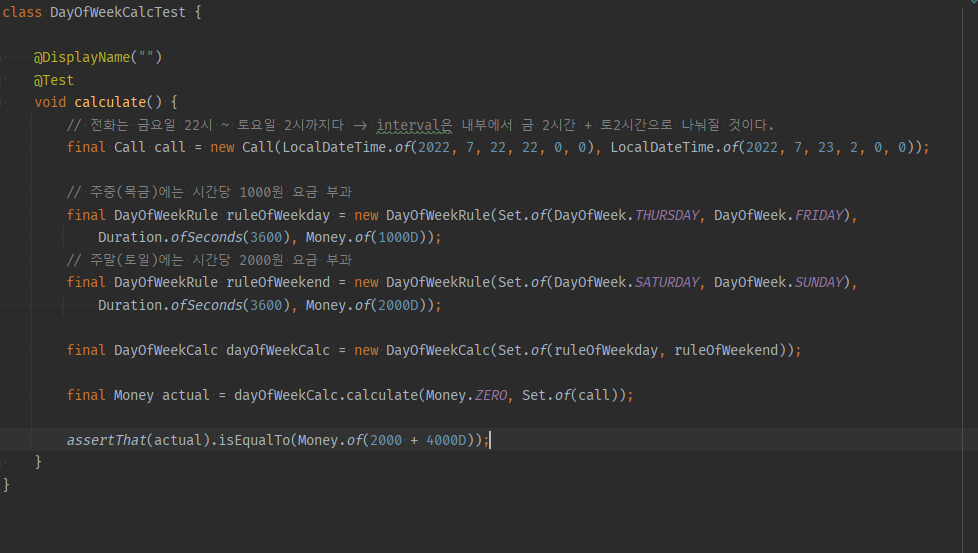 class DayOfWeekCalcTest {
@DisplayName("")
@Test
void calculate() {
// 전화는 금요일 22시 ~ 토요일 2시까지다 -> interval은 내부에서 금 2시간 + 토2시간으로 나눠질 것이다.
final Call call = new Call(LocalDateTime.of(2022, 7, 22, 22, 0, 0), LocalDateTime.of(2022, 7, 23, 2, 0, 0));
// 주중(목금)에는 시간당 1000원 요금 부과
final DayOfWeekRule ruleOfWeekday = new DayOfWeekRule(Set.of(DayOfWeek.THURSDAY, DayOfWeek.FRIDAY),
Duration.ofSeconds(3600), Money.of(1000D));
// 주말(토일)에는 시간당 2000원 요금 부과
final DayOfWeekRule ruleOfWeekend = new DayOfWeekRule(Set.of(DayOfWeek.SATURDAY, DayOfWeek.SUNDAY),
Duration.ofSeconds(3600), Money.of(2000D));
final DayOfWeekCalc dayOfWeekCalc = new DayOfWeekCalc(Set.of(ruleOfWeekday, ruleOfWeekend));
final Money actual = dayOfWeekCalc.calculate(Money.ZERO, Set.of(call));
assertThat(actual).isEqualTo(Money.of(2000 + 4000D));
}
}